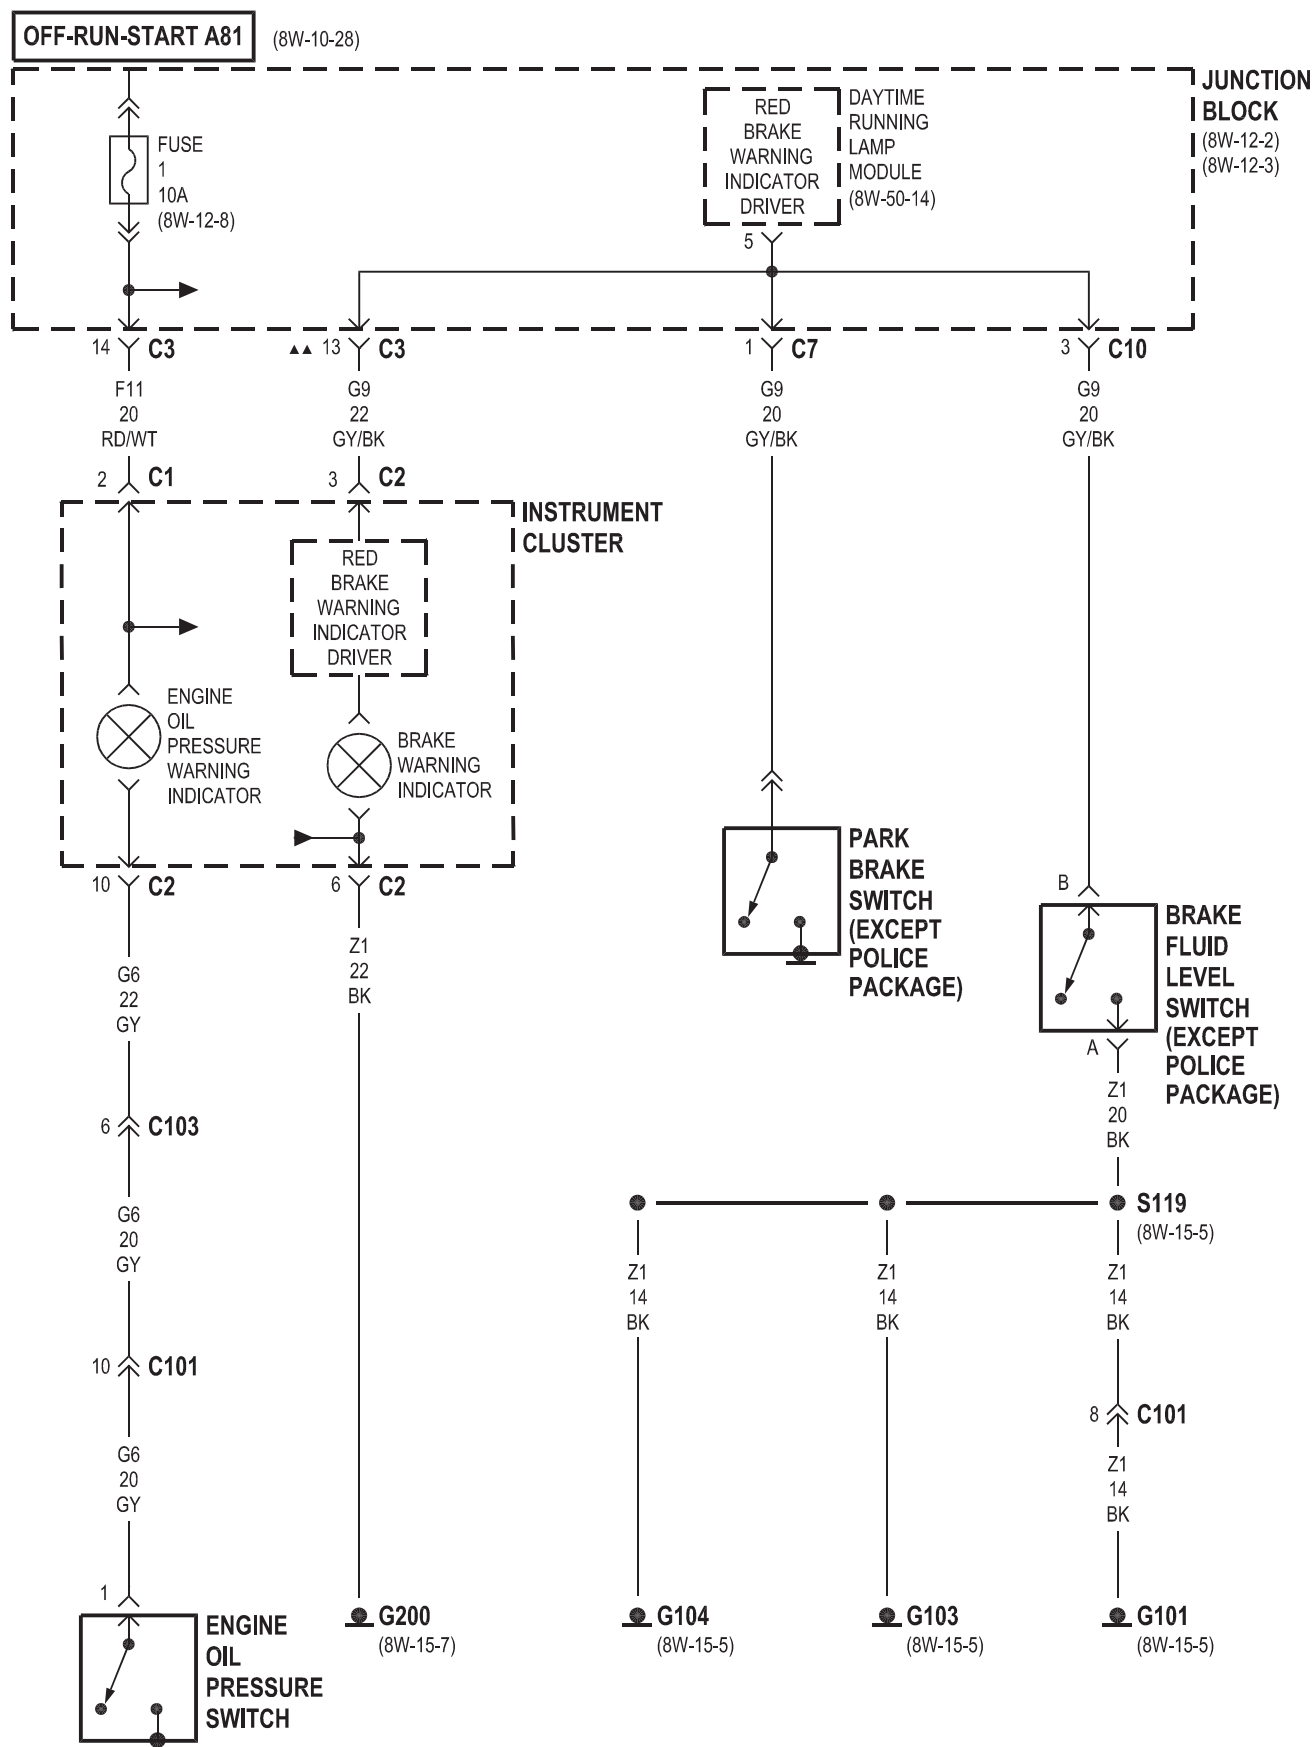 OFF-RUN-START A81 (8W-10-28)
JUNCTION
BLOCK
(8W-12-2)
(8W-12-3)
FUSE
1
10A
(8W-12-8)
RED
BRAKE
WARNING
INDICATOR
DRIVER
DAYTIME
RUNNING
LAMP
MODULE
(8W-50-14)
5
14 C3
▲▲ 13 C3
1 C7
3 C10
F11
20
RD/WT
G9
22
GY/BK
G9
20
GY/BK
G9
20
GY/BK
2 C1
3 C2
INSTRUMENT
CLUSTER
RED
BRAKE
WARNING
INDICATOR
DRIVER
ENGINE
OIL
PRESSURE
WARNING
INDICATOR
BRAKE
WARNING
INDICATOR
10 C2
6 C2
PARK
BRAKE
SWITCH
(EXCEPT
POLICE
PACKAGE)
B
BRAKE
FLUID
LEVEL
SWITCH
(EXCEPT
POLICE
PACKAGE)
A
G6
22
GY
Z1
22
BK
Z1
20
BK
6 C103
S119
(8W-15-5)
G6
20
GY
Z1
14
BK
Z1
14
BK
Z1
14
BK
10 C101
8 C101
G6
20
GY
Z1
14
BK
1
ENGINE
OIL
PRESSURE
SWITCH
G200
(8W-15-7)
G104
(8W-15-5)
G103
(8W-15-5)
G101
(8W-15-5)